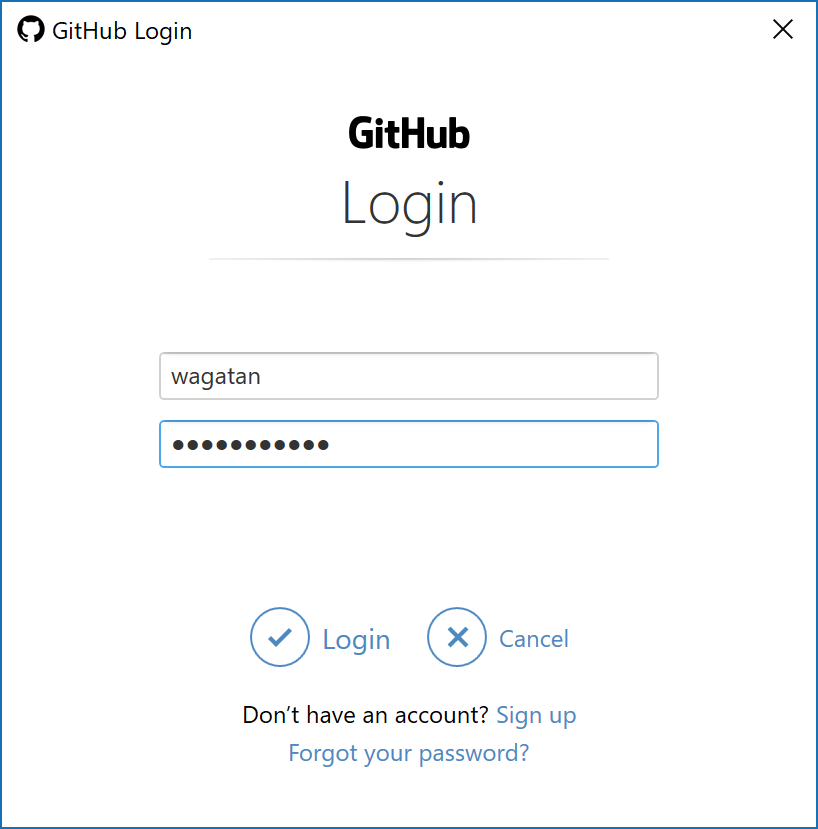 GitHub Login
GitHub
Login
wagatan
●●●●●●●●●●●
Login
Cancel
Don’t have an account? Sign up
Forgot your password?